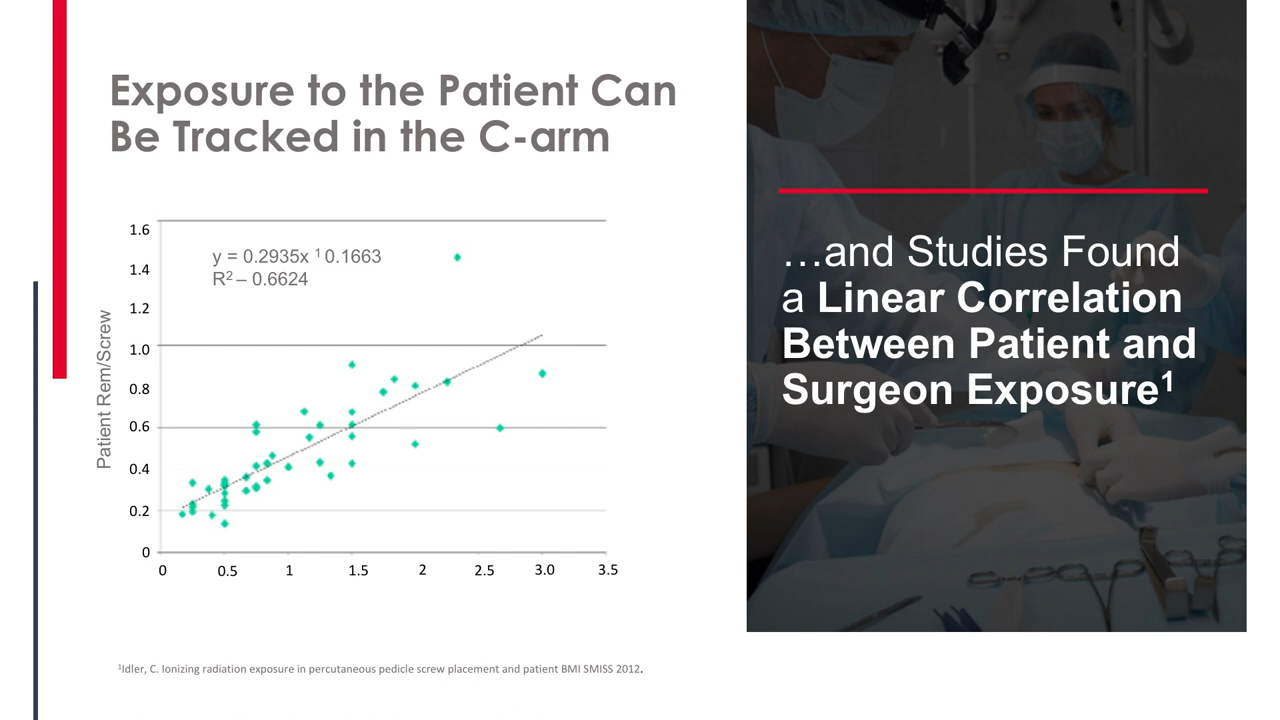 Exposure to the Patient Can
Be Tracked in the C-arm
1.6
1.4
1.2
1.0
0.8
0.6
0.4
0.2
0
Patient Rem/Screw
y = 0.2935x ¹ 0.1663
R² – 0.6624
0 0.5 1 1.5 2 2.5 3.0 3.5
…and Studies Found
a Linear Correlation
Between Patient and
Surgeon Exposure¹
¹Idler, C. Ionizing radiation exposure in percutaneous pedicle screw placement and patient BMI SMISS 2012.